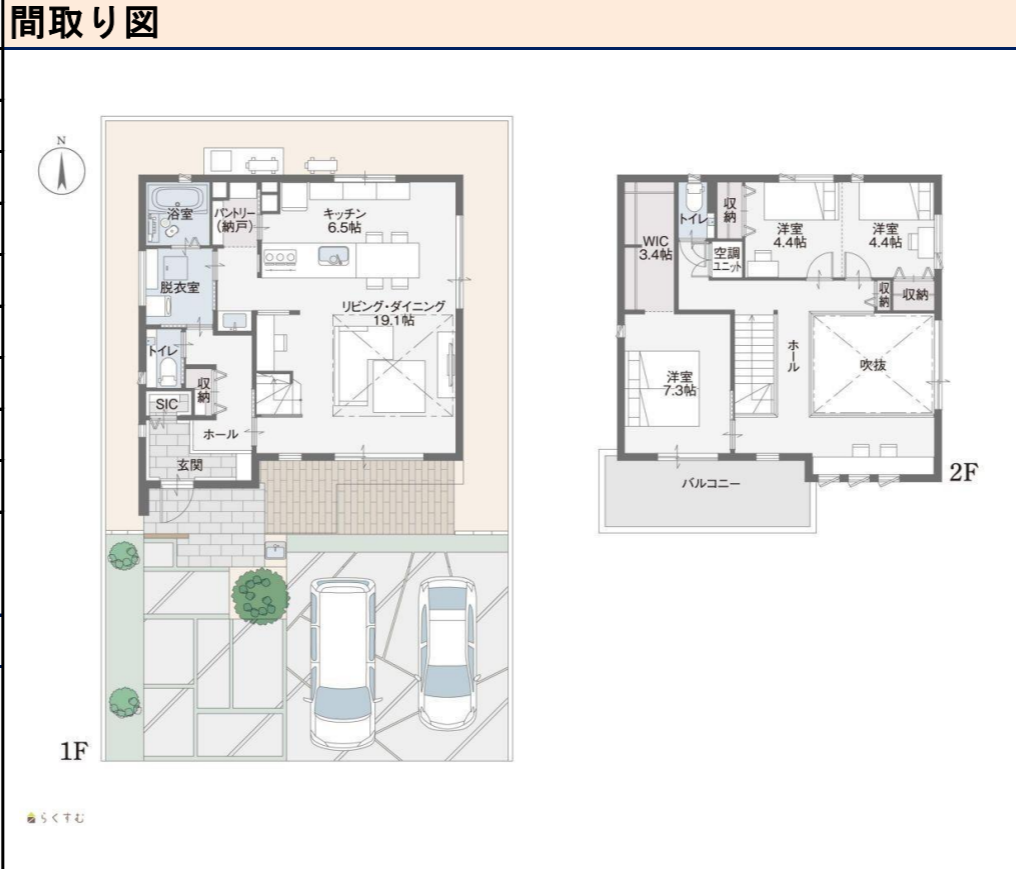 間取り図
N
浴室
パントリー
(納戸)
キッチン
6.5帖
脱衣室
リビング・ダイニング
19.1帖
トイレ
収納
SIC
ホール
玄関
1F
WIC
3.4帖
トイレ
収納
空調
ユニット
洋室
4.4帖
洋室
4.4帖
収納
収納
洋室
7.3帖
ホール
吹抜
バルコニー
2F
らくすむ